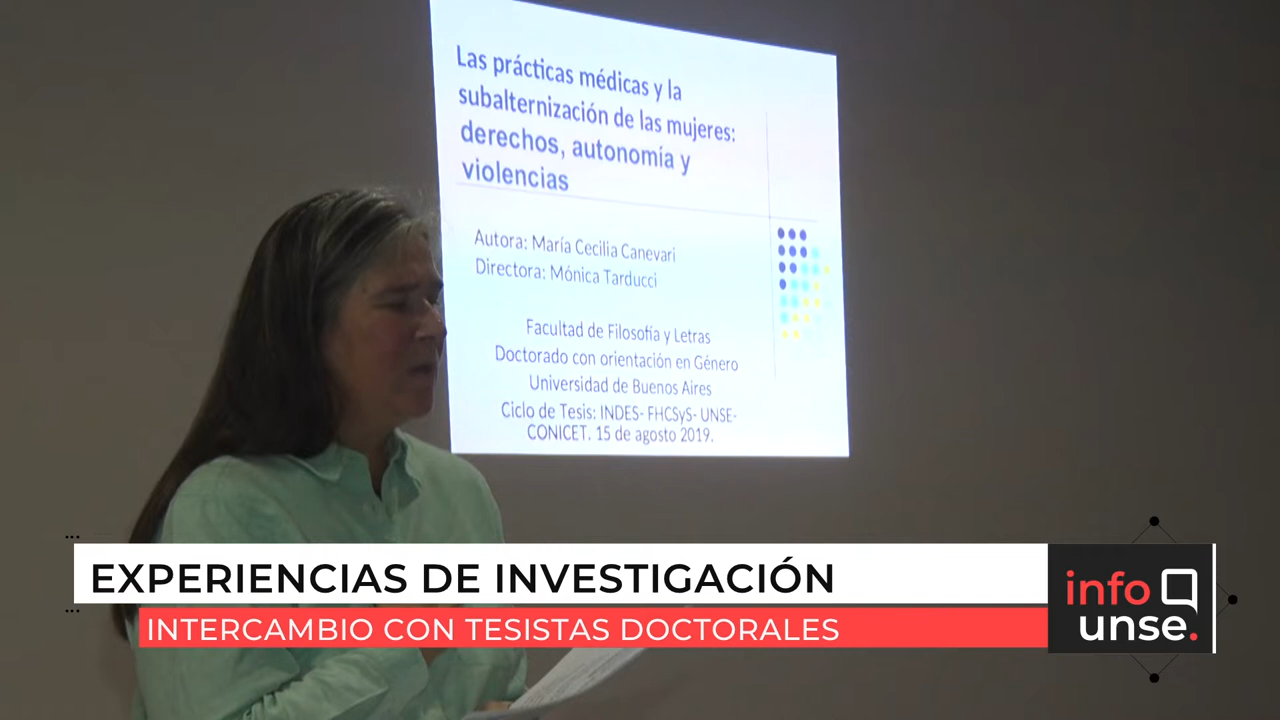 Las prácticas médicas y la
subalternización de las mujeres:
derechos, autonomía y
violencias
Autora: María Cecilia Canevari
Directora: Mónica Tarducci
Facultad de Filosofía y Letras
Doctorado con orientación en Género
Universidad de Buenos Aires
Ciclo de Tesis: INDES- FHCSyS- UNSE-
CONICET. 15 de agosto 2019.
EXPERIENCIAS DE INVESTIGACIÓN
INTERCAMBIO CON TESISTAS DOCTORALES
info
unse.